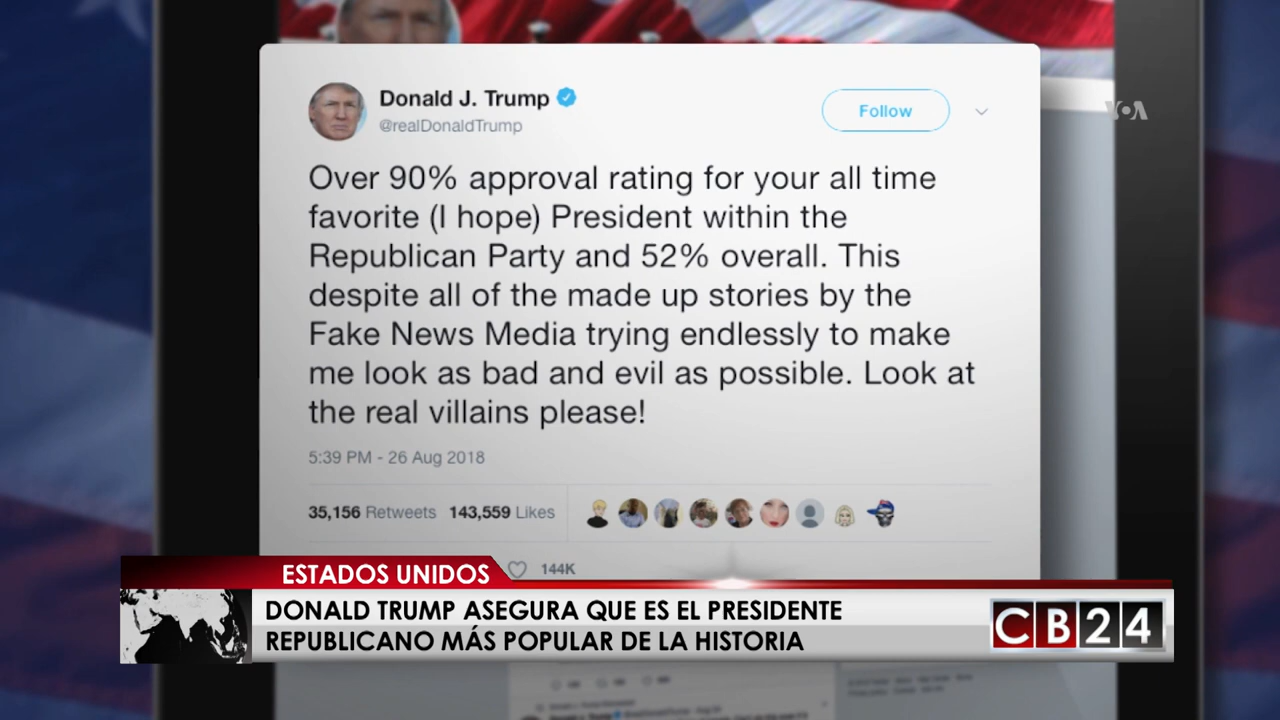 Donald J. Trump
@realDonaldTrump
Follow
VOA
Over 90% approval rating for your all time
favorite (I hope) President within the
Republican Party and 52% overall. This
despite all of the made up stories by the
Fake News Media trying endlessly to make
me look as bad and evil as possible. Look at
the real villains please!
5:39 PM - 26 Aug 2018
35,156 Retweets 143,559 Likes
144K
ESTADOS UNIDOS
DONALD TRUMP ASEGURA QUE ES EL PRESIDENTE
REPUBLICANO MÁS POPULAR DE LA HISTORIA
CB24